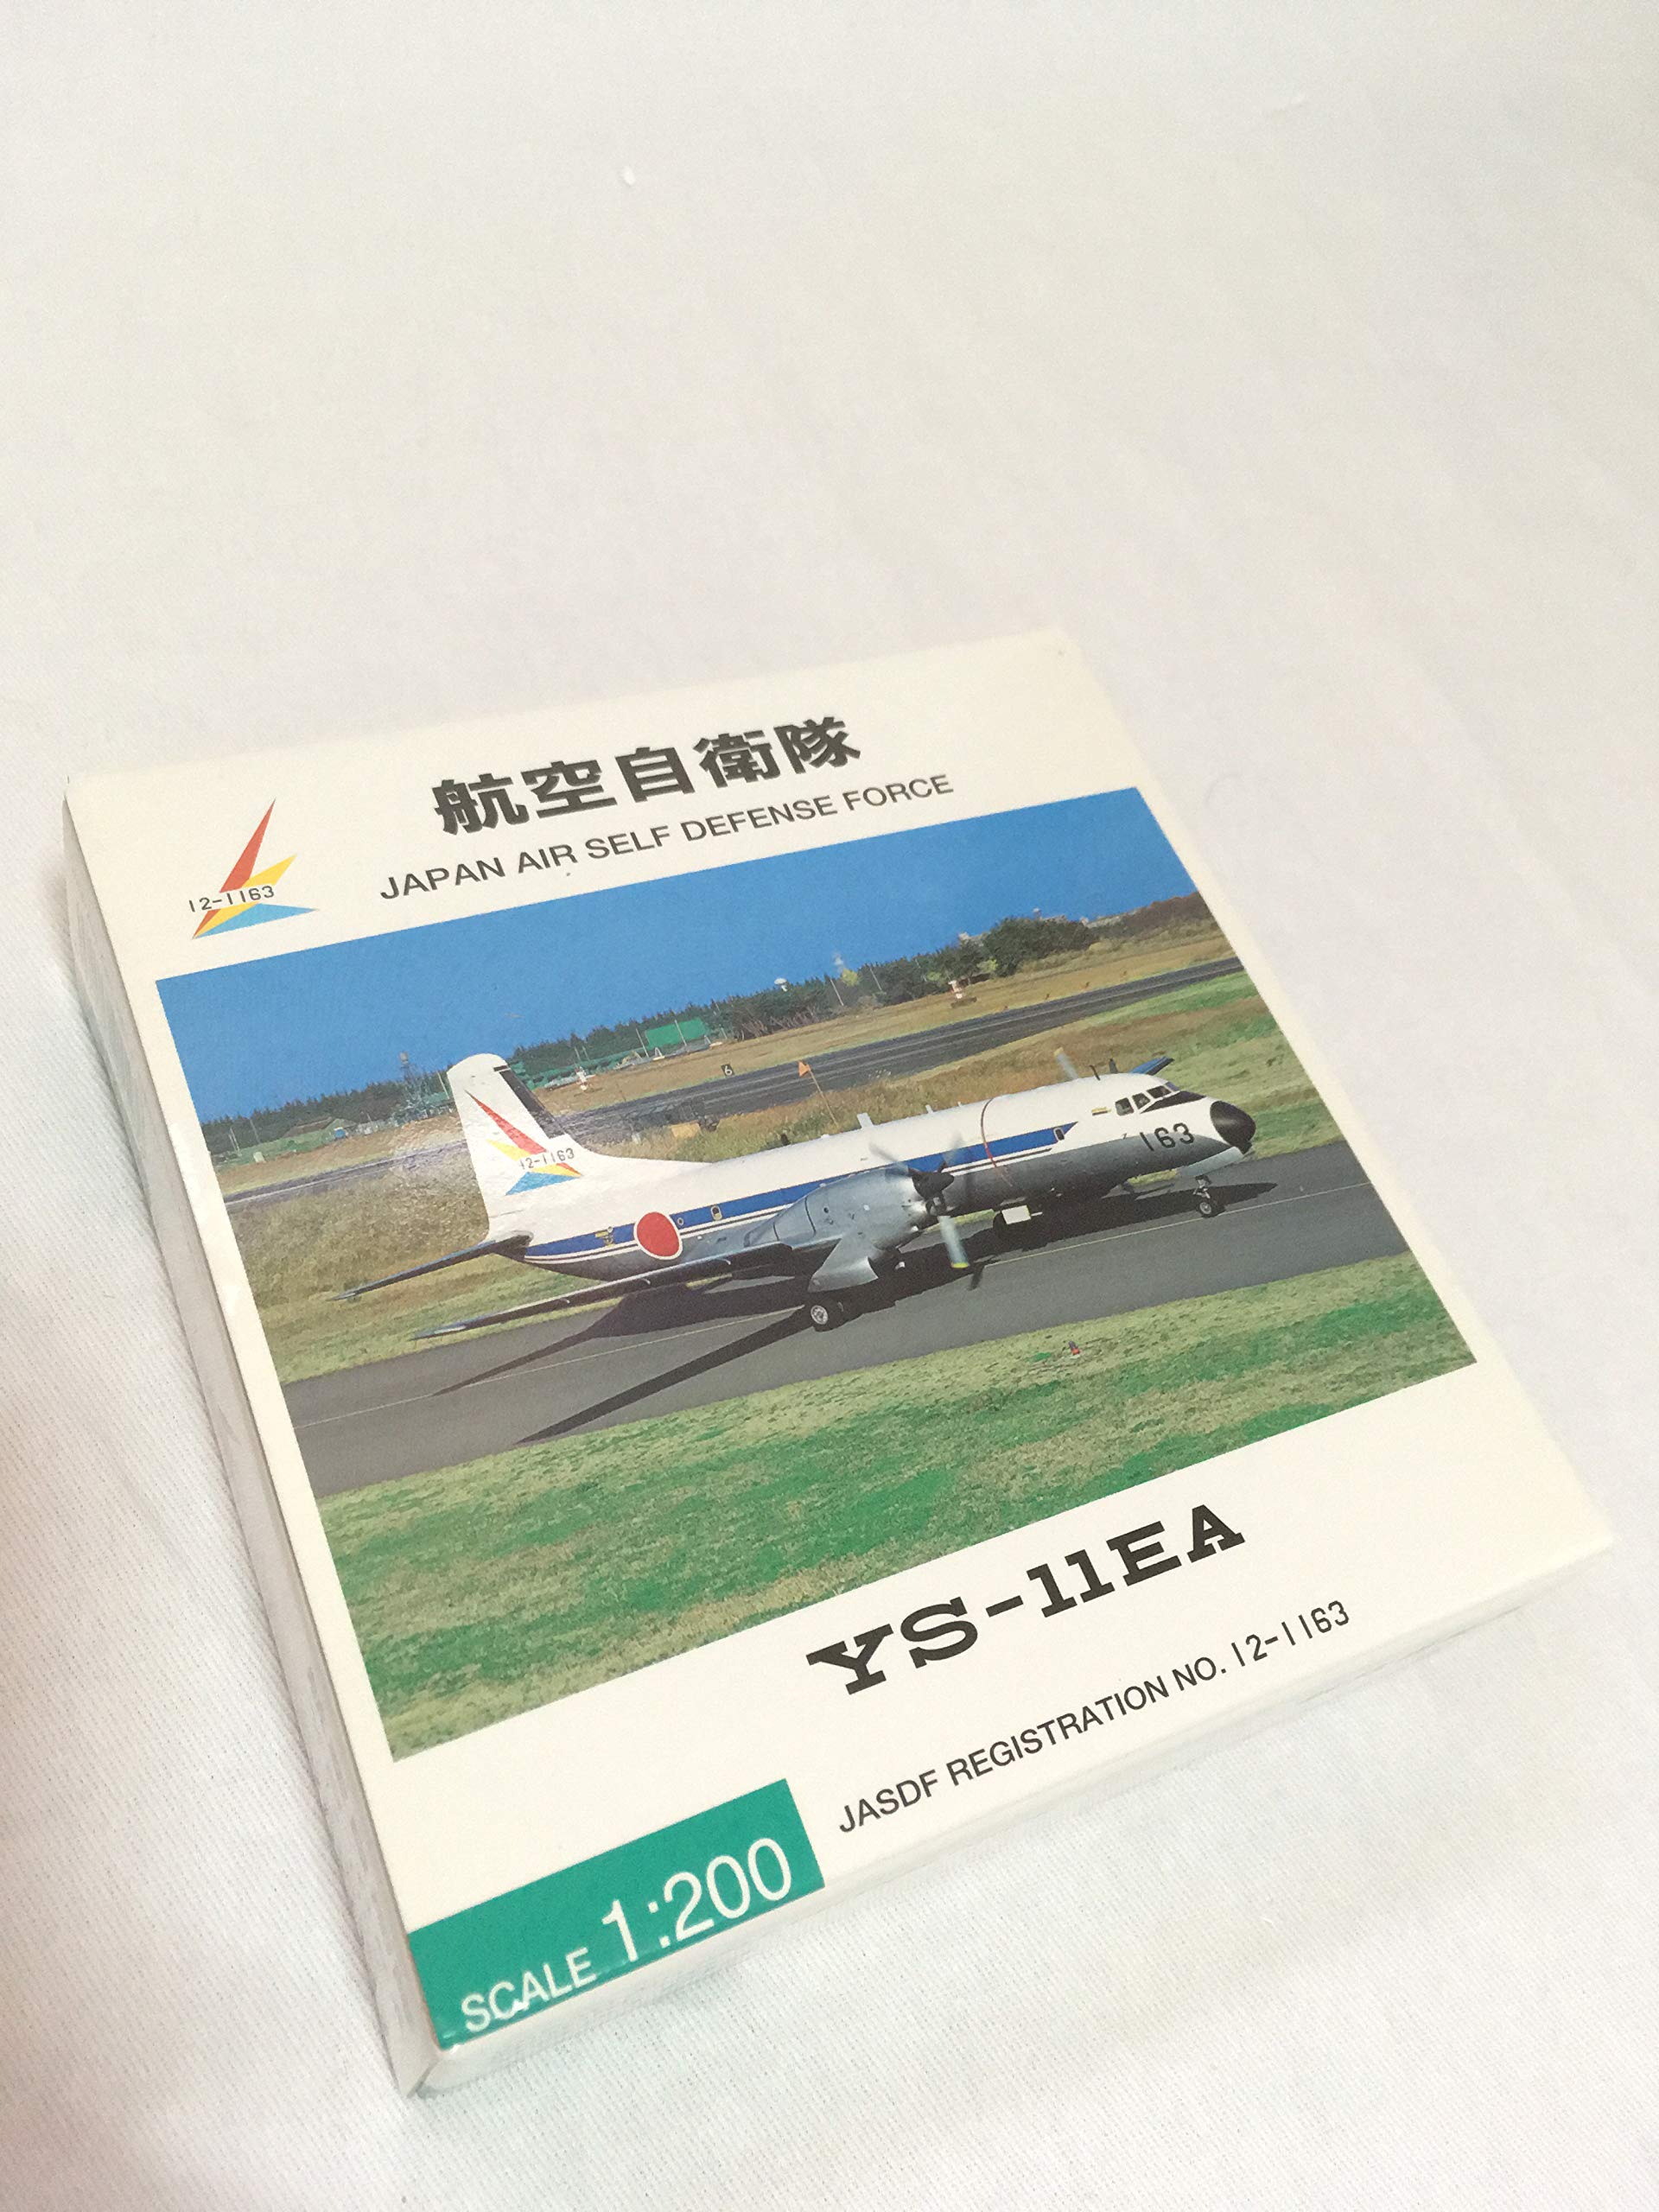 航空自衛隊
JAPAN AIR SELF DEFENSE FORCE
12-1163
6
12-1163
163
YS-11EA
JASDF REGISTRATION NO. 12-1163
SCALE 1:200